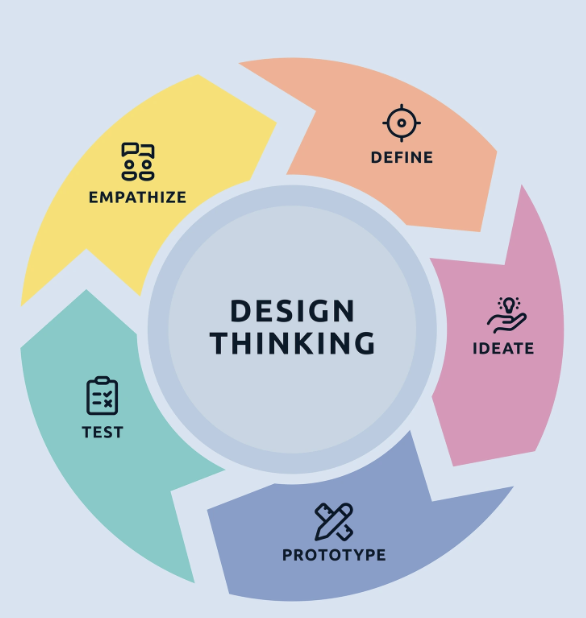 DEFINE
EMPATHIZE
DESIGN
THINKING
IDEATE
TEST
PROTOTYPE